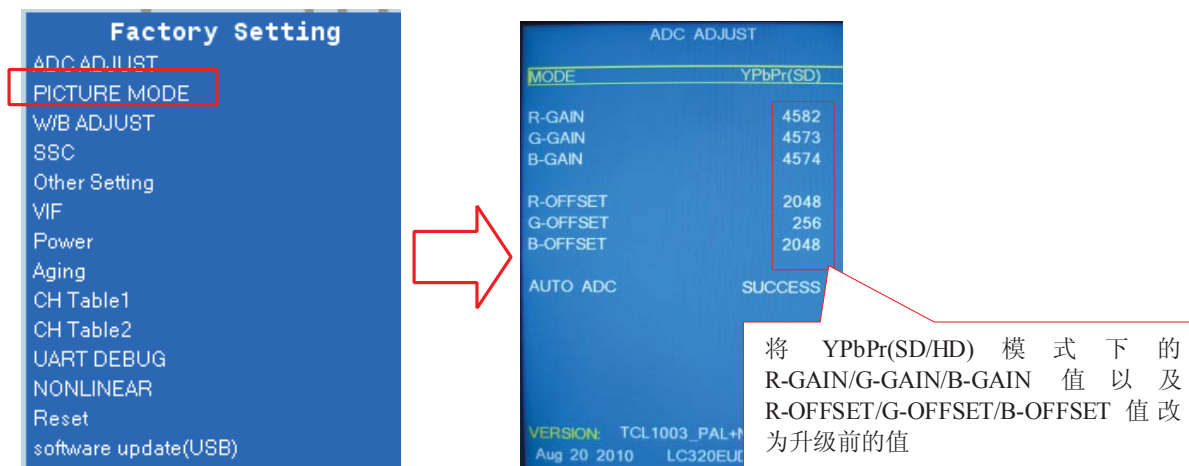 Factory Setting
ADC ADJUST
PICTURE MODE
W/B ADJUST
SSC
Other Setting
VIF
Power
Aging
CH Table1
CH Table2
UART DEBUG
NONLINEAR
Reset
software update(USB)
ADC ADJUST
MODE YPbPr(SD)
R-GAIN 4582
G-GAIN 4573
B-GAIN 4574
R-OFFSET 2048
G-OFFSET 256
B-OFFSET 2048
AUTO ADC SUCCESS
VERSION: TCL1003_PAL+
Aug 20 2010 LC320EU
将 YPbPr(SD/HD) 模式下的
R-GAIN/G-GAIN/B-GAIN 值以及
R-OFFSET/G-OFFSET/B-OFFSET 值改
为升级前的值